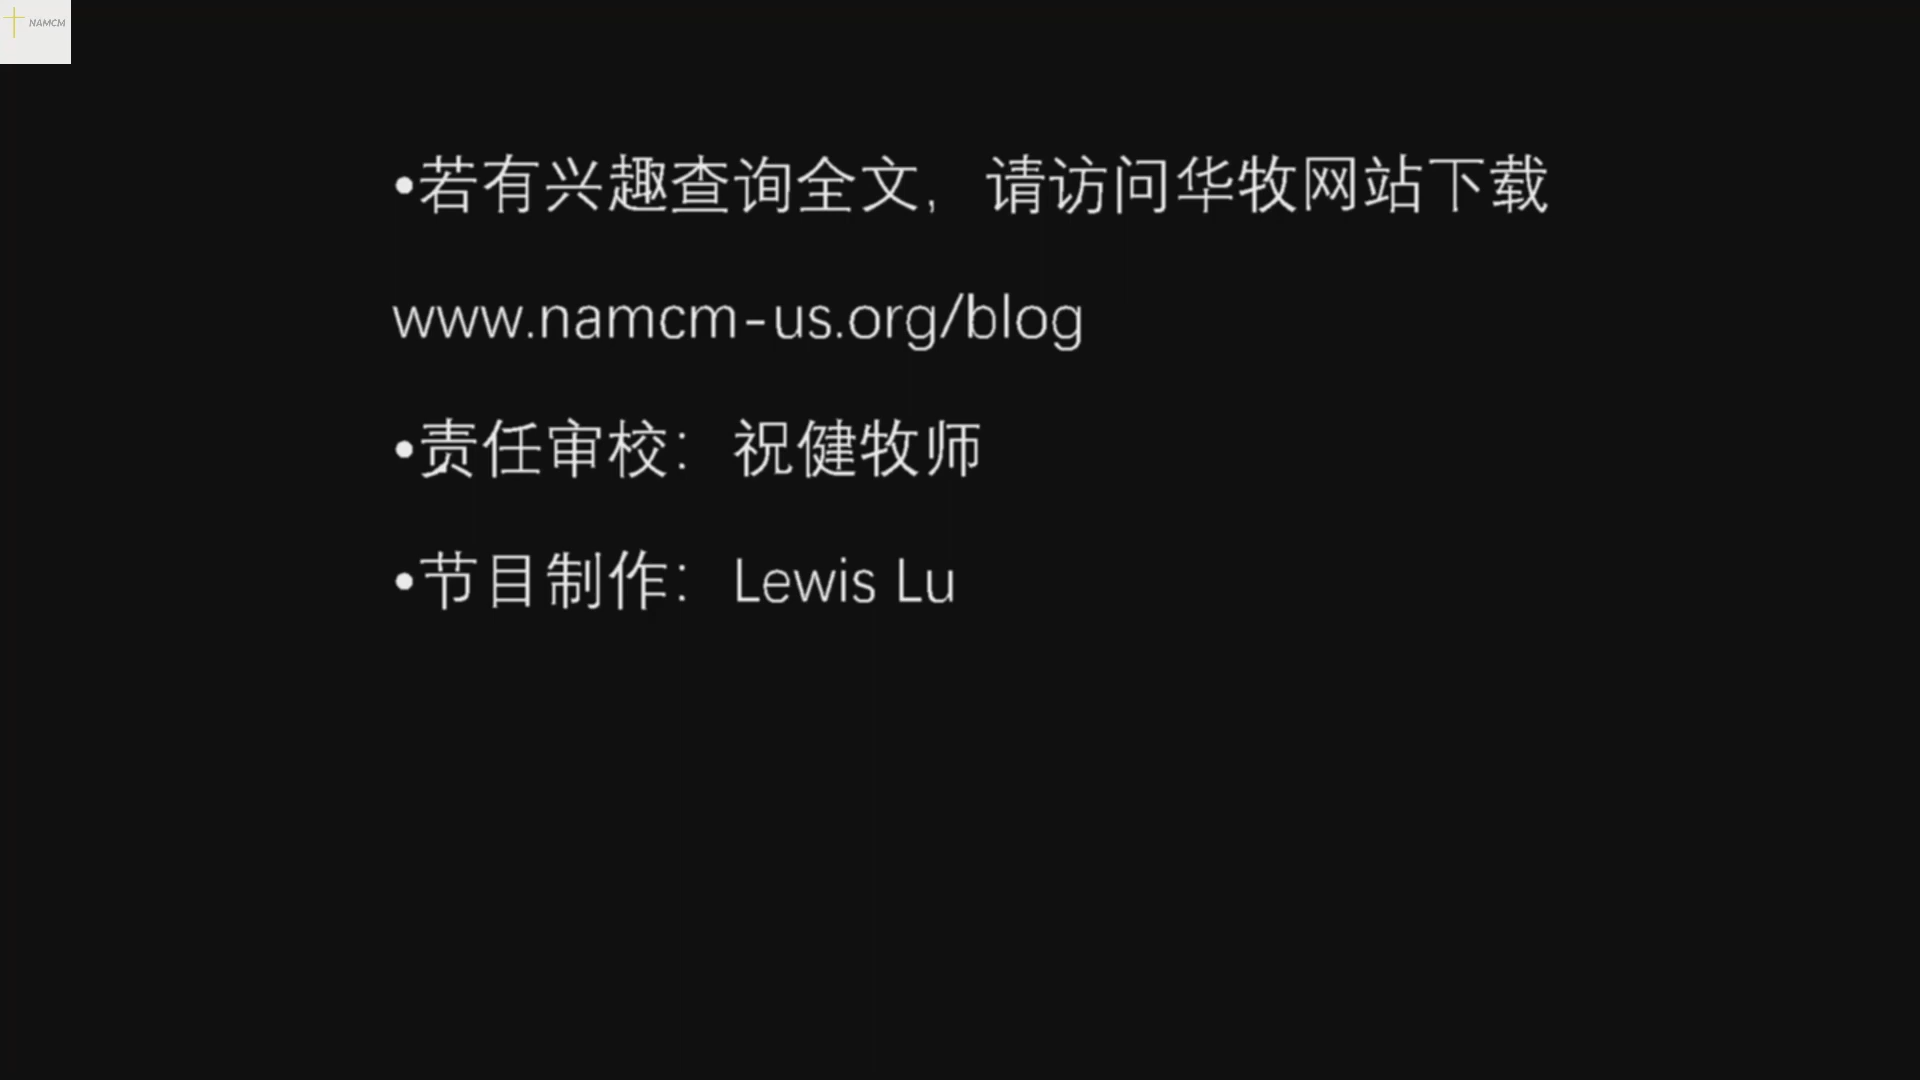 NAMCM
•若有兴趣查询全文，请访问华牧网站下载
www.namcm-us.org/blog
•责任审校：祝健牧师
•节目制作：Lewis Lu